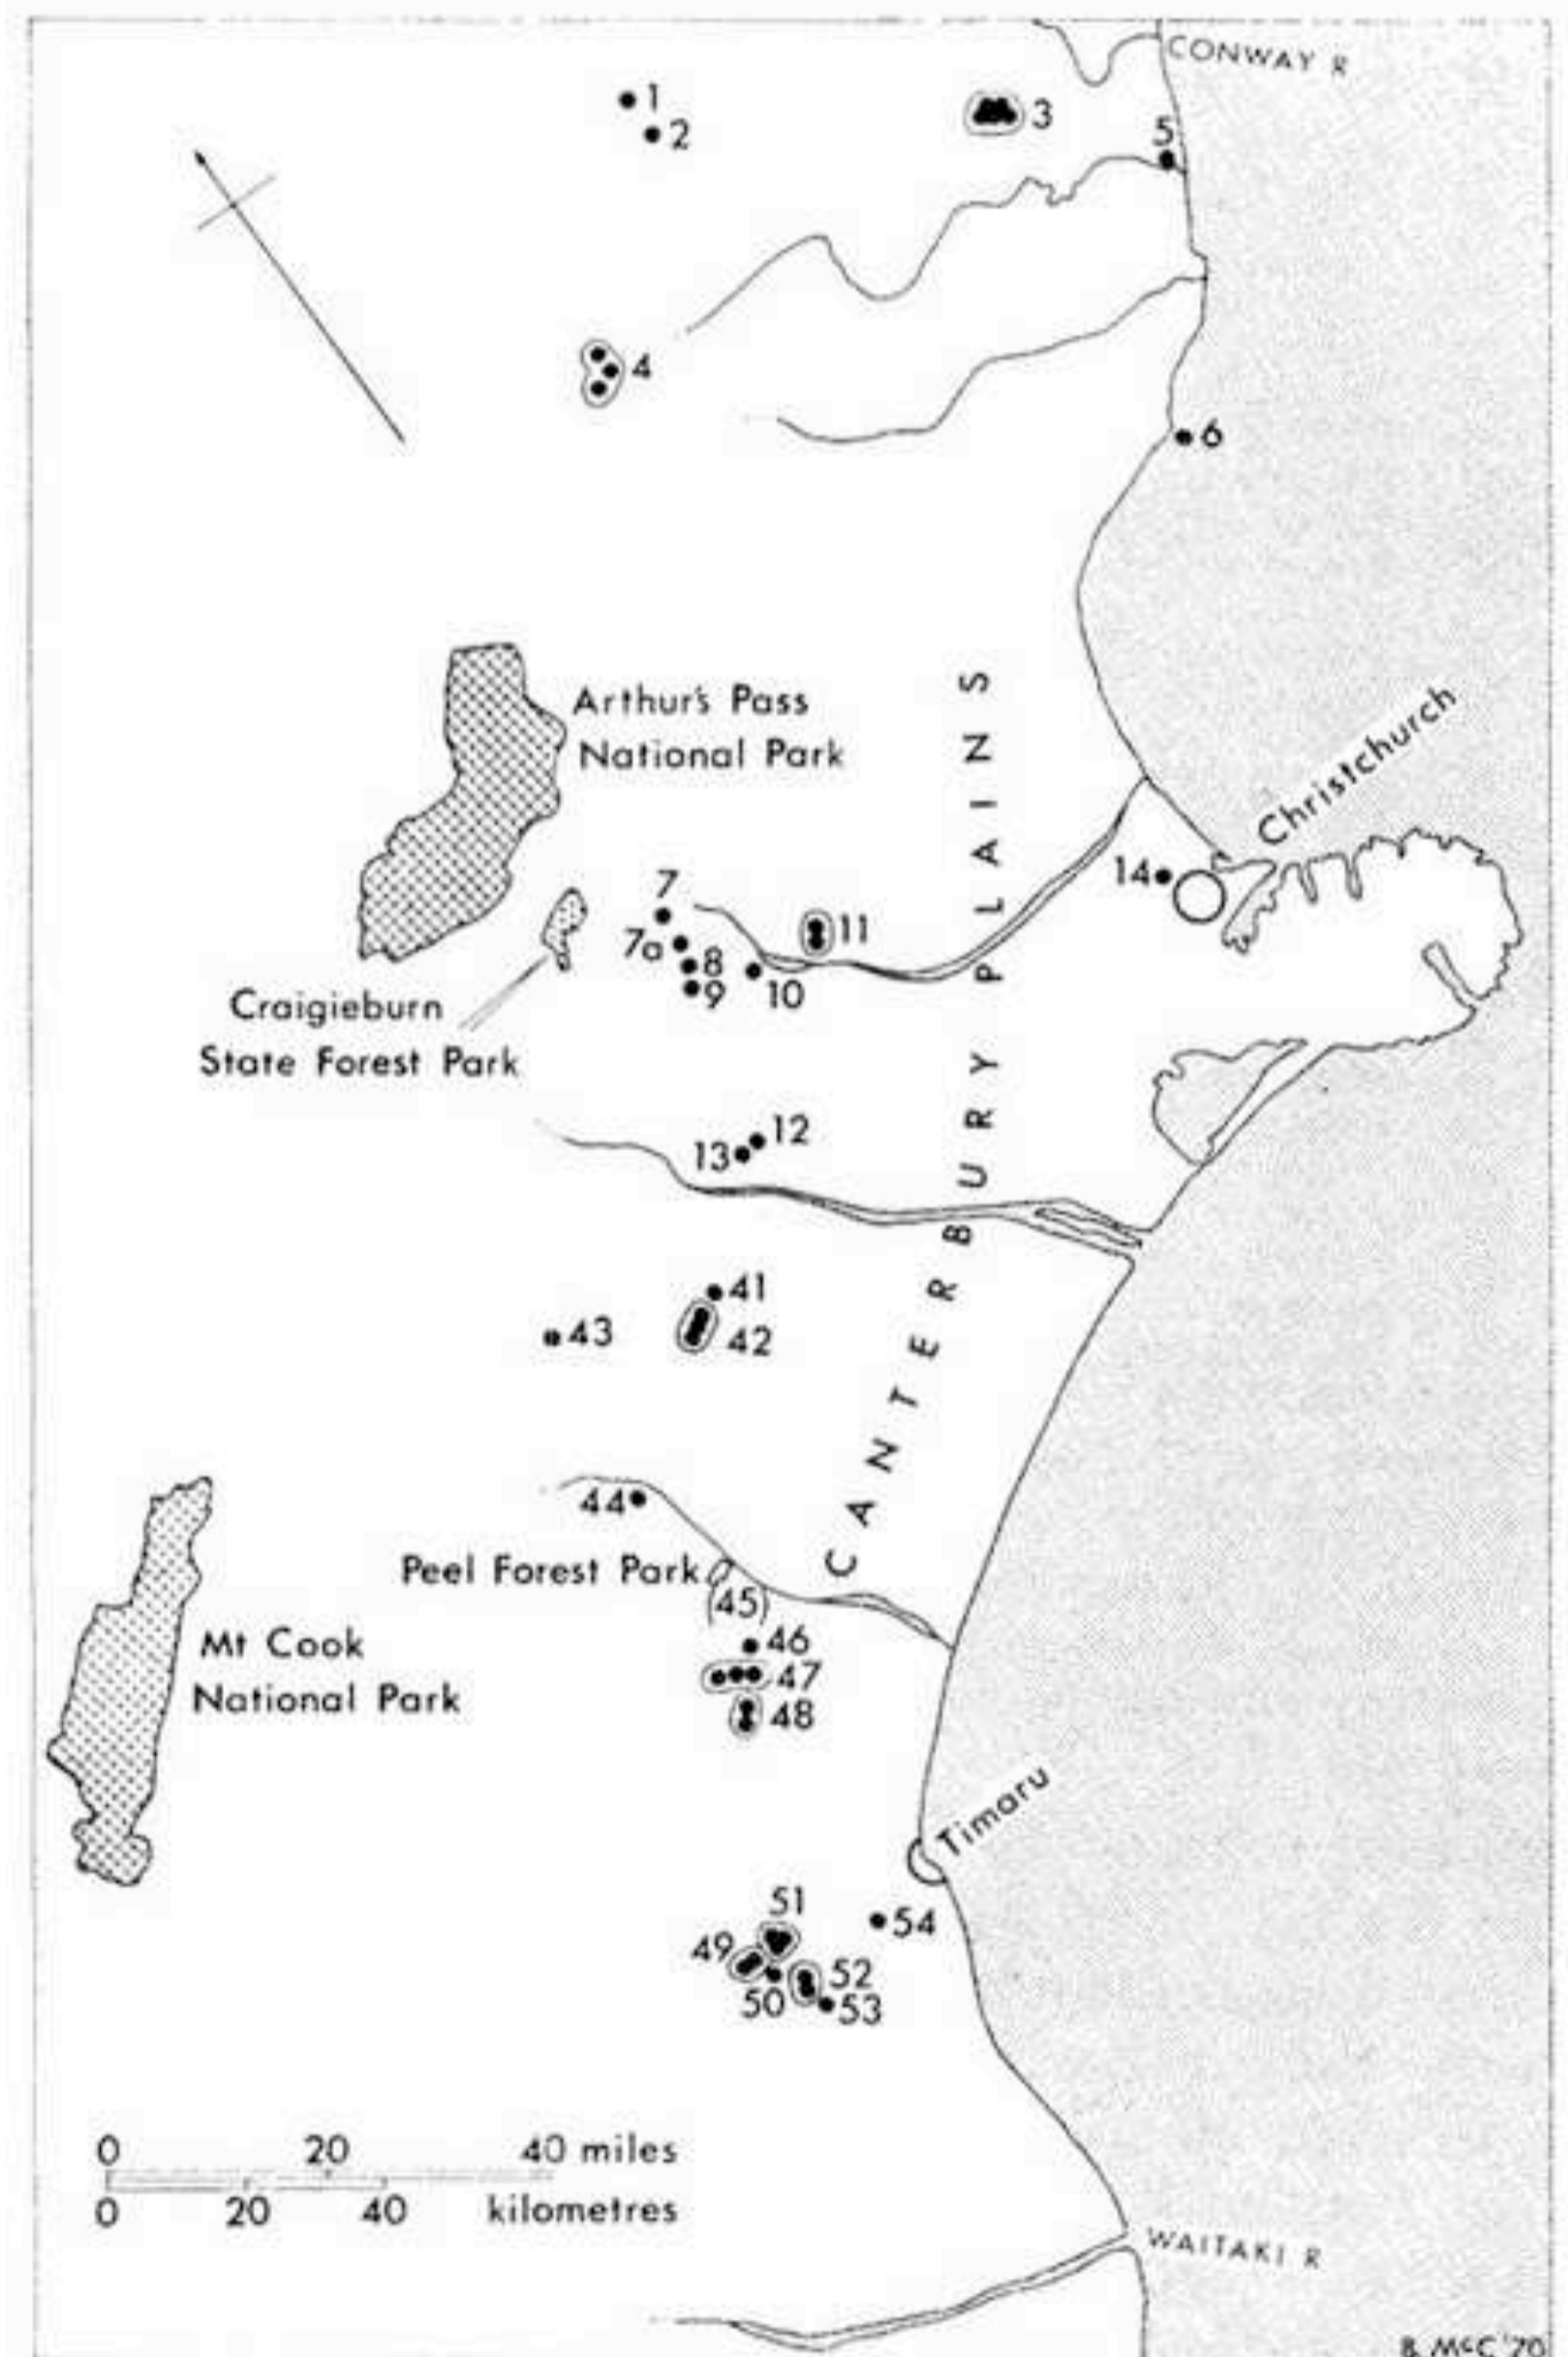 CONWAY R
1
2
3
5
4
6
Arthur's Pass
National Park
CANTERBURY PLAINS
Christchurch
14
7
7a
8
9
10
11
Craigieburn
State Forest Park
12
13
41
42
43
44
Peel Forest Park
(45)
46
47
48
Mt Cook
National Park
Timaru
51
54
49
50
52
53
0 20 40 miles
0 20 40 kilometres
WAITAKI R
B. McC '70